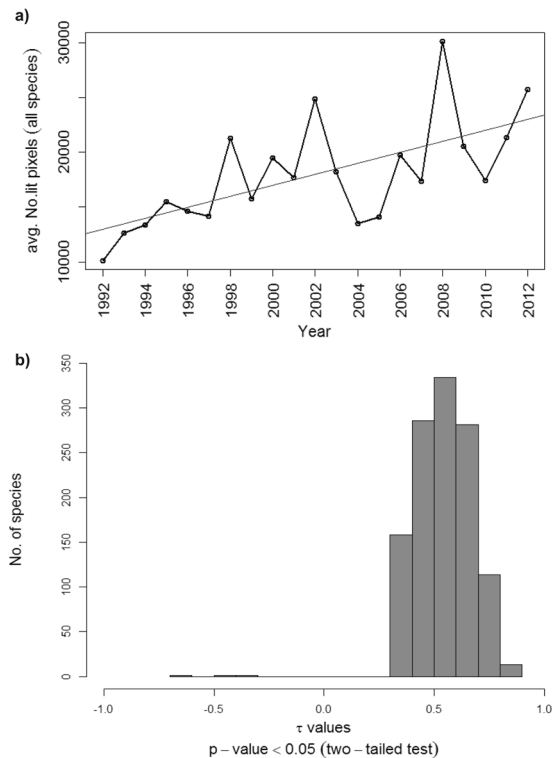 a)
avg. No.lit pixels (all species)
10000 20000 30000
1992 1994 1996 1998 2000 2002 2004 2006 2008 2010 2012
Year
b)
No. of species
0 50 100 150 200 250 300 350
-1.0 -0.5 0.0 0.5 1.0
τ values
p – value < 0.05 (two – tailed test)